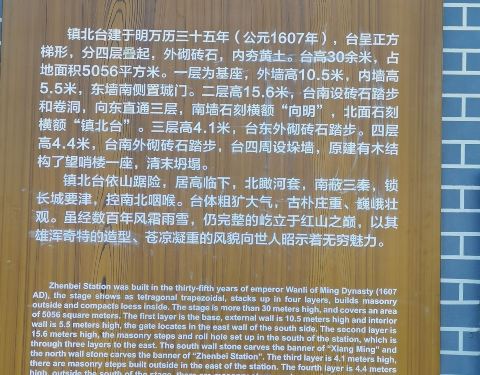 镇北台建于明万历三十五年（公元1607年），台呈正方
梯形，分四层叠起，外砌砖石，内夯黄土。台高30余米，占
地面积5056平方米。一层为基座，外墙高10.5米，内墙高
5.5米，东墙南侧置城门。二层高15.6米，台南设砖石踏步
和卷洞，向东直通三层，南墙石刻横额“向明”，北面石刻
横额“镇北台”。三层高4.1米，台东外砌砖石踏步。四层
高4.4米，台南外砌砖石踏步，台四周设垛墙，原建有木结
构了望哨楼一座，清末坍塌。
镇北台依山踞险，居高临下，北瞰河套，南蔽三秦，锁
长城要津，控南北咽喉。台体粗犷大气，古朴庄重、巍峨壮
观。虽经数百年风霜雨雪，仍完整的屹立于红山之巅，以其
雄浑奇特的造型、苍凉凝重的风貌向世人昭示着无穷魅力。
Zhenbei Station was built in the thirty-fifth years of emperor Wanli of Ming Dynasty (1607
AD), the stage shows as tetragonal trapezoidal, stacks up in four layers, builds masonry
outside and compacts loess inside. The stage is more than 30 meters high, and covers an area
of 5056 square meters. The first layer is the base, external wall is 10.5 meters high and interior
wall is 5.5 meters high, the gate locates in the east wall of the south side. The second layer is
15.6 meters high, the masonry steps and roll hole set up in the south of the station, which is
through three layers to the east. The south wall stone carves the banner of "Xiang Ming" and
the north wall stone carves the banner of "Zhenbei Station". The third layer is 4.1 meters high,
there are masonry steps built outside in the east of the station. The fourth layer is 4.4 meters
high, outside the south of the stage, there are masonry